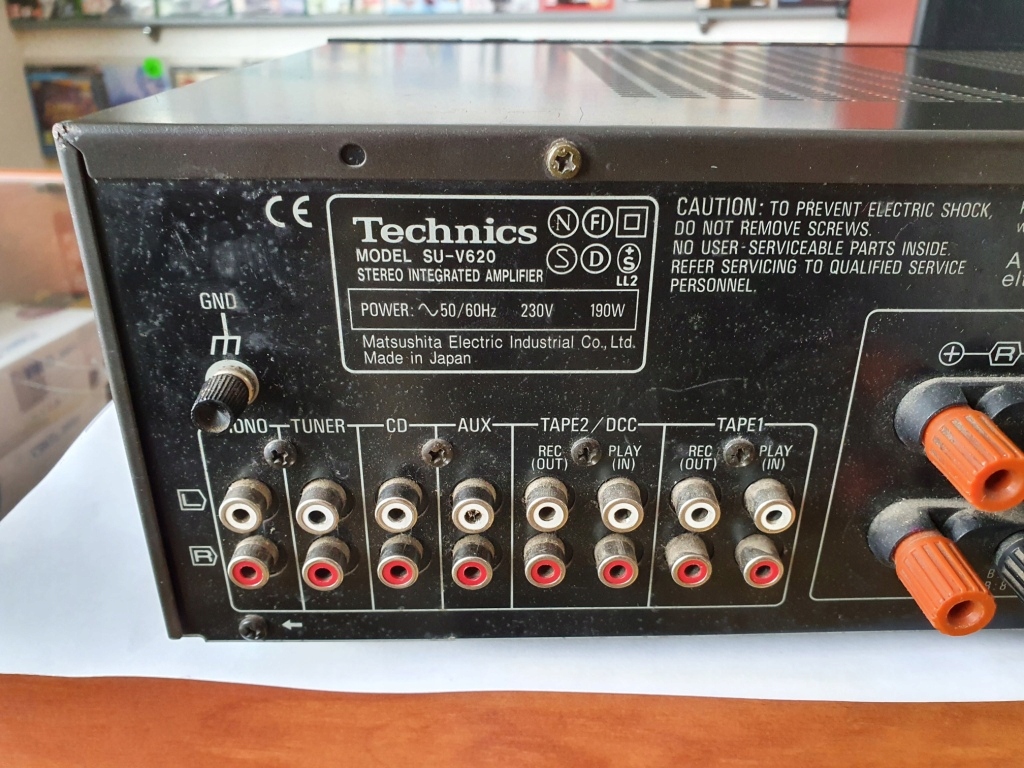 CE
Technics
N FI
S D S
LL2
MODEL SU-V620
STEREO INTEGRATED AMPLIFIER
POWER: ∿50/60Hz 230V 190W
Matsushita Electric Industrial Co., Ltd.
Made in Japan
CAUTION: TO PREVENT ELECTRIC SHOCK,
DO NOT REMOVE SCREWS.
NO USER-SERVICEABLE PARTS INSIDE.
REFER SERVICING TO QUALIFIED SERVICE
PERSONNEL.
GND
TUNER CD AUX TAPE2/DCC TAPE1
REC PLAY REC PLAY
(OUT) (IN) (OUT) (IN)
L
R
+ R